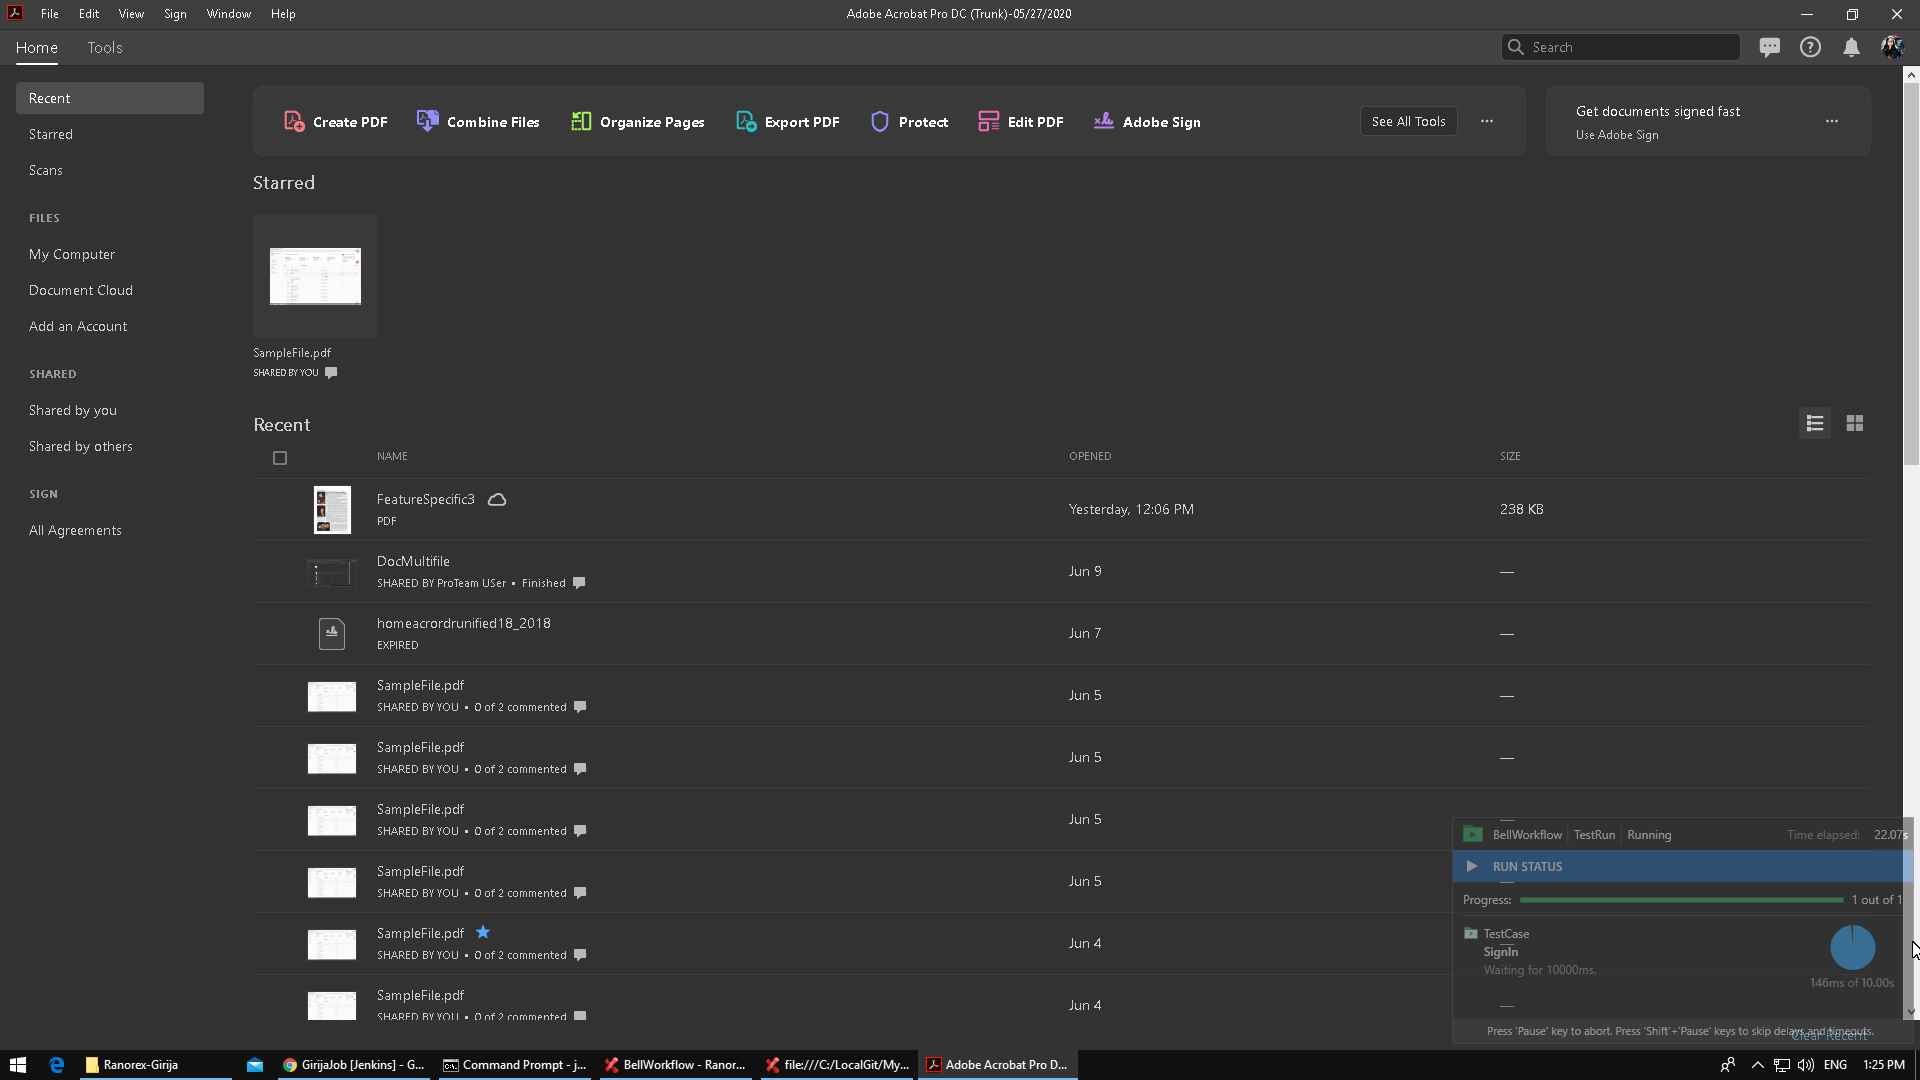 File Edit View Sign Window Help
Adobe Acrobat Pro DC (Trunk)-05/27/2020
Home Tools
Search
Recent
Starred
Scans
FILES
My Computer
Document Cloud
Add an Account
SHARED
Shared by you
Shared by others
SIGN
All Agreements
Create PDF Combine Files Organize Pages Export PDF Protect Edit PDF Adobe Sign
See All Tools
Get documents signed fast
Use Adobe Sign
Starred
SampleFile.pdf
SHARED BY YOU
Recent
NAME OPENED SIZE
FeatureSpecific3
PDF
Yesterday, 12:06 PM
238 KB
DocMultifile
SHARED BY ProTeam USer • Finished
Jun 9
—
homeacrordrunified18_2018
EXPIRED
Jun 7
—
SampleFile.pdf
SHARED BY YOU • 0 of 2 commented
Jun 5
—
SampleFile.pdf
SHARED BY YOU • 0 of 2 commented
Jun 5
—
SampleFile.pdf
SHARED BY YOU • 0 of 2 commented
Jun 5
—
SampleFile.pdf
SHARED BY YOU • 0 of 2 commented
Jun 5
—
SampleFile.pdf
SHARED BY YOU • 0 of 2 commented
Jun 4
—
SampleFile.pdf
SHARED BY YOU • 0 of 2 commented
Jun 4
—
BellWorkflow TestRun Running Time elapsed: 22.07s
RUN STATUS
Progress: 1 out of 1
TestCase
SignIn
Waiting for 10000ms.
146ms of 10.00s
Press 'Pause' key to abort. Press 'Shift'+'Pause' keys to skip delays and timeouts.
Clear Recent
Ranorex-Girija
GirijaJob [Jenkins] - G...
Command Prompt - j...
BellWorkflow - Ranor...
file:///C:/LocalGit/My...
Adobe Acrobat Pro D...
ENG 1:25 PM